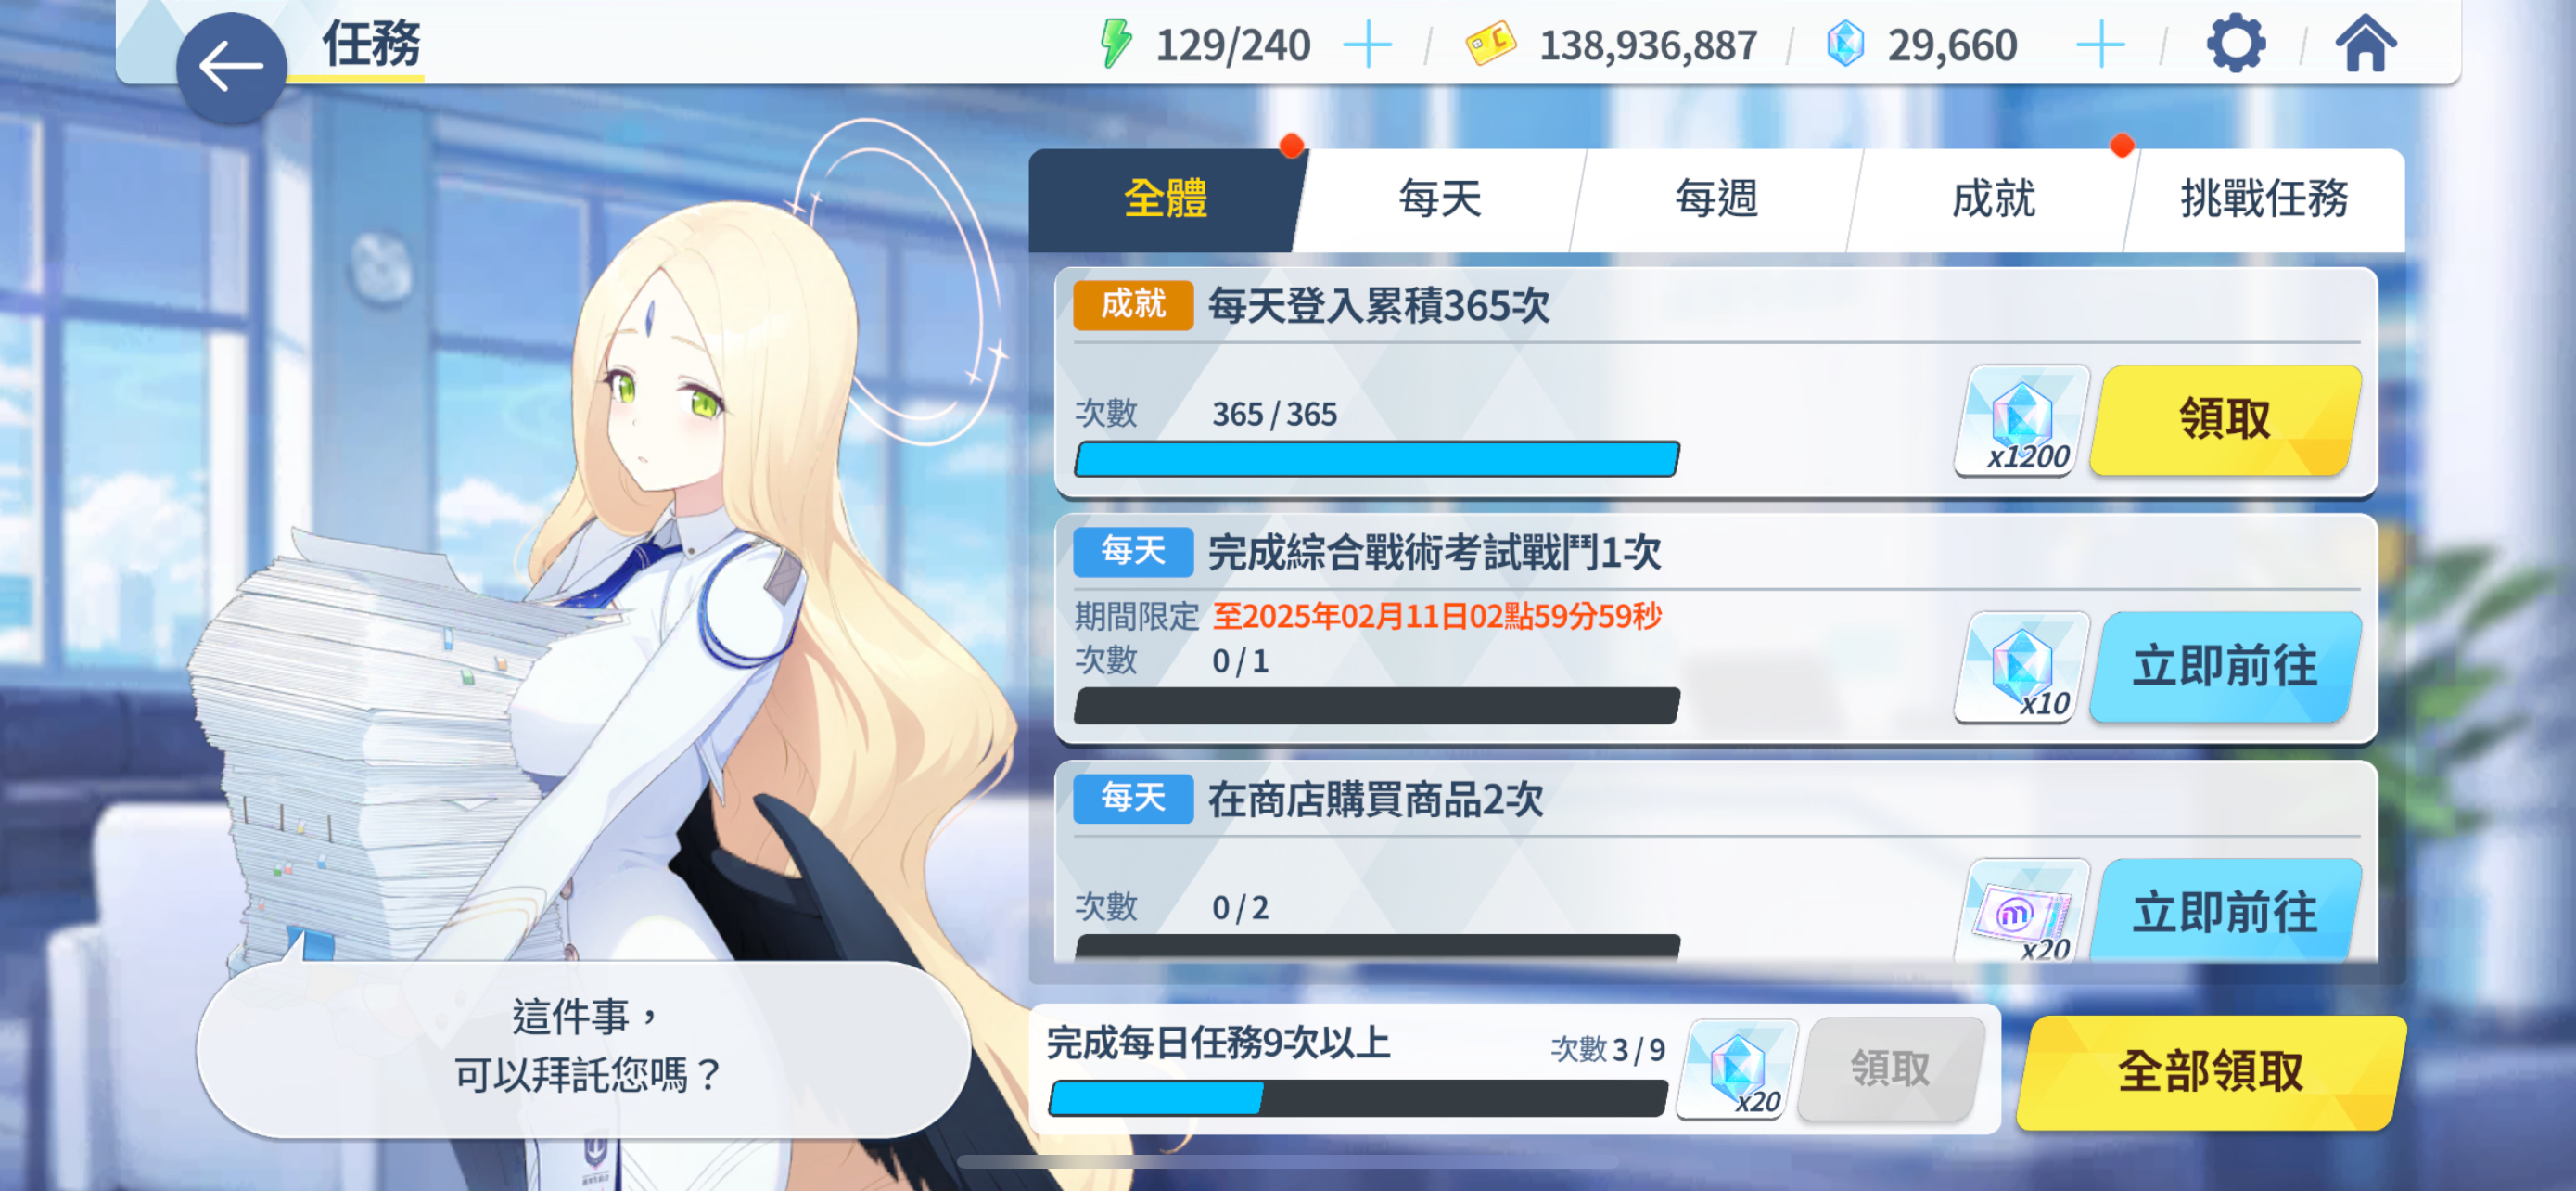 任務
129/240
138,936,887
29,660
全體
每天
每週
成就
挑戰任務
成就 每天登入累積365次
次數 365/365
x1200
領取
每天 完成綜合戰術考試戰鬥1次
期間限定 至2025年02月11日02點59分59秒
次數 0/1
x10
立即前往
每天 在商店購買商品2次
次數 0/2
x20
立即前往
這件事，
可以拜託您嗎？
完成每日任務9次以上
次數 3/9
x20
領取
全部領取